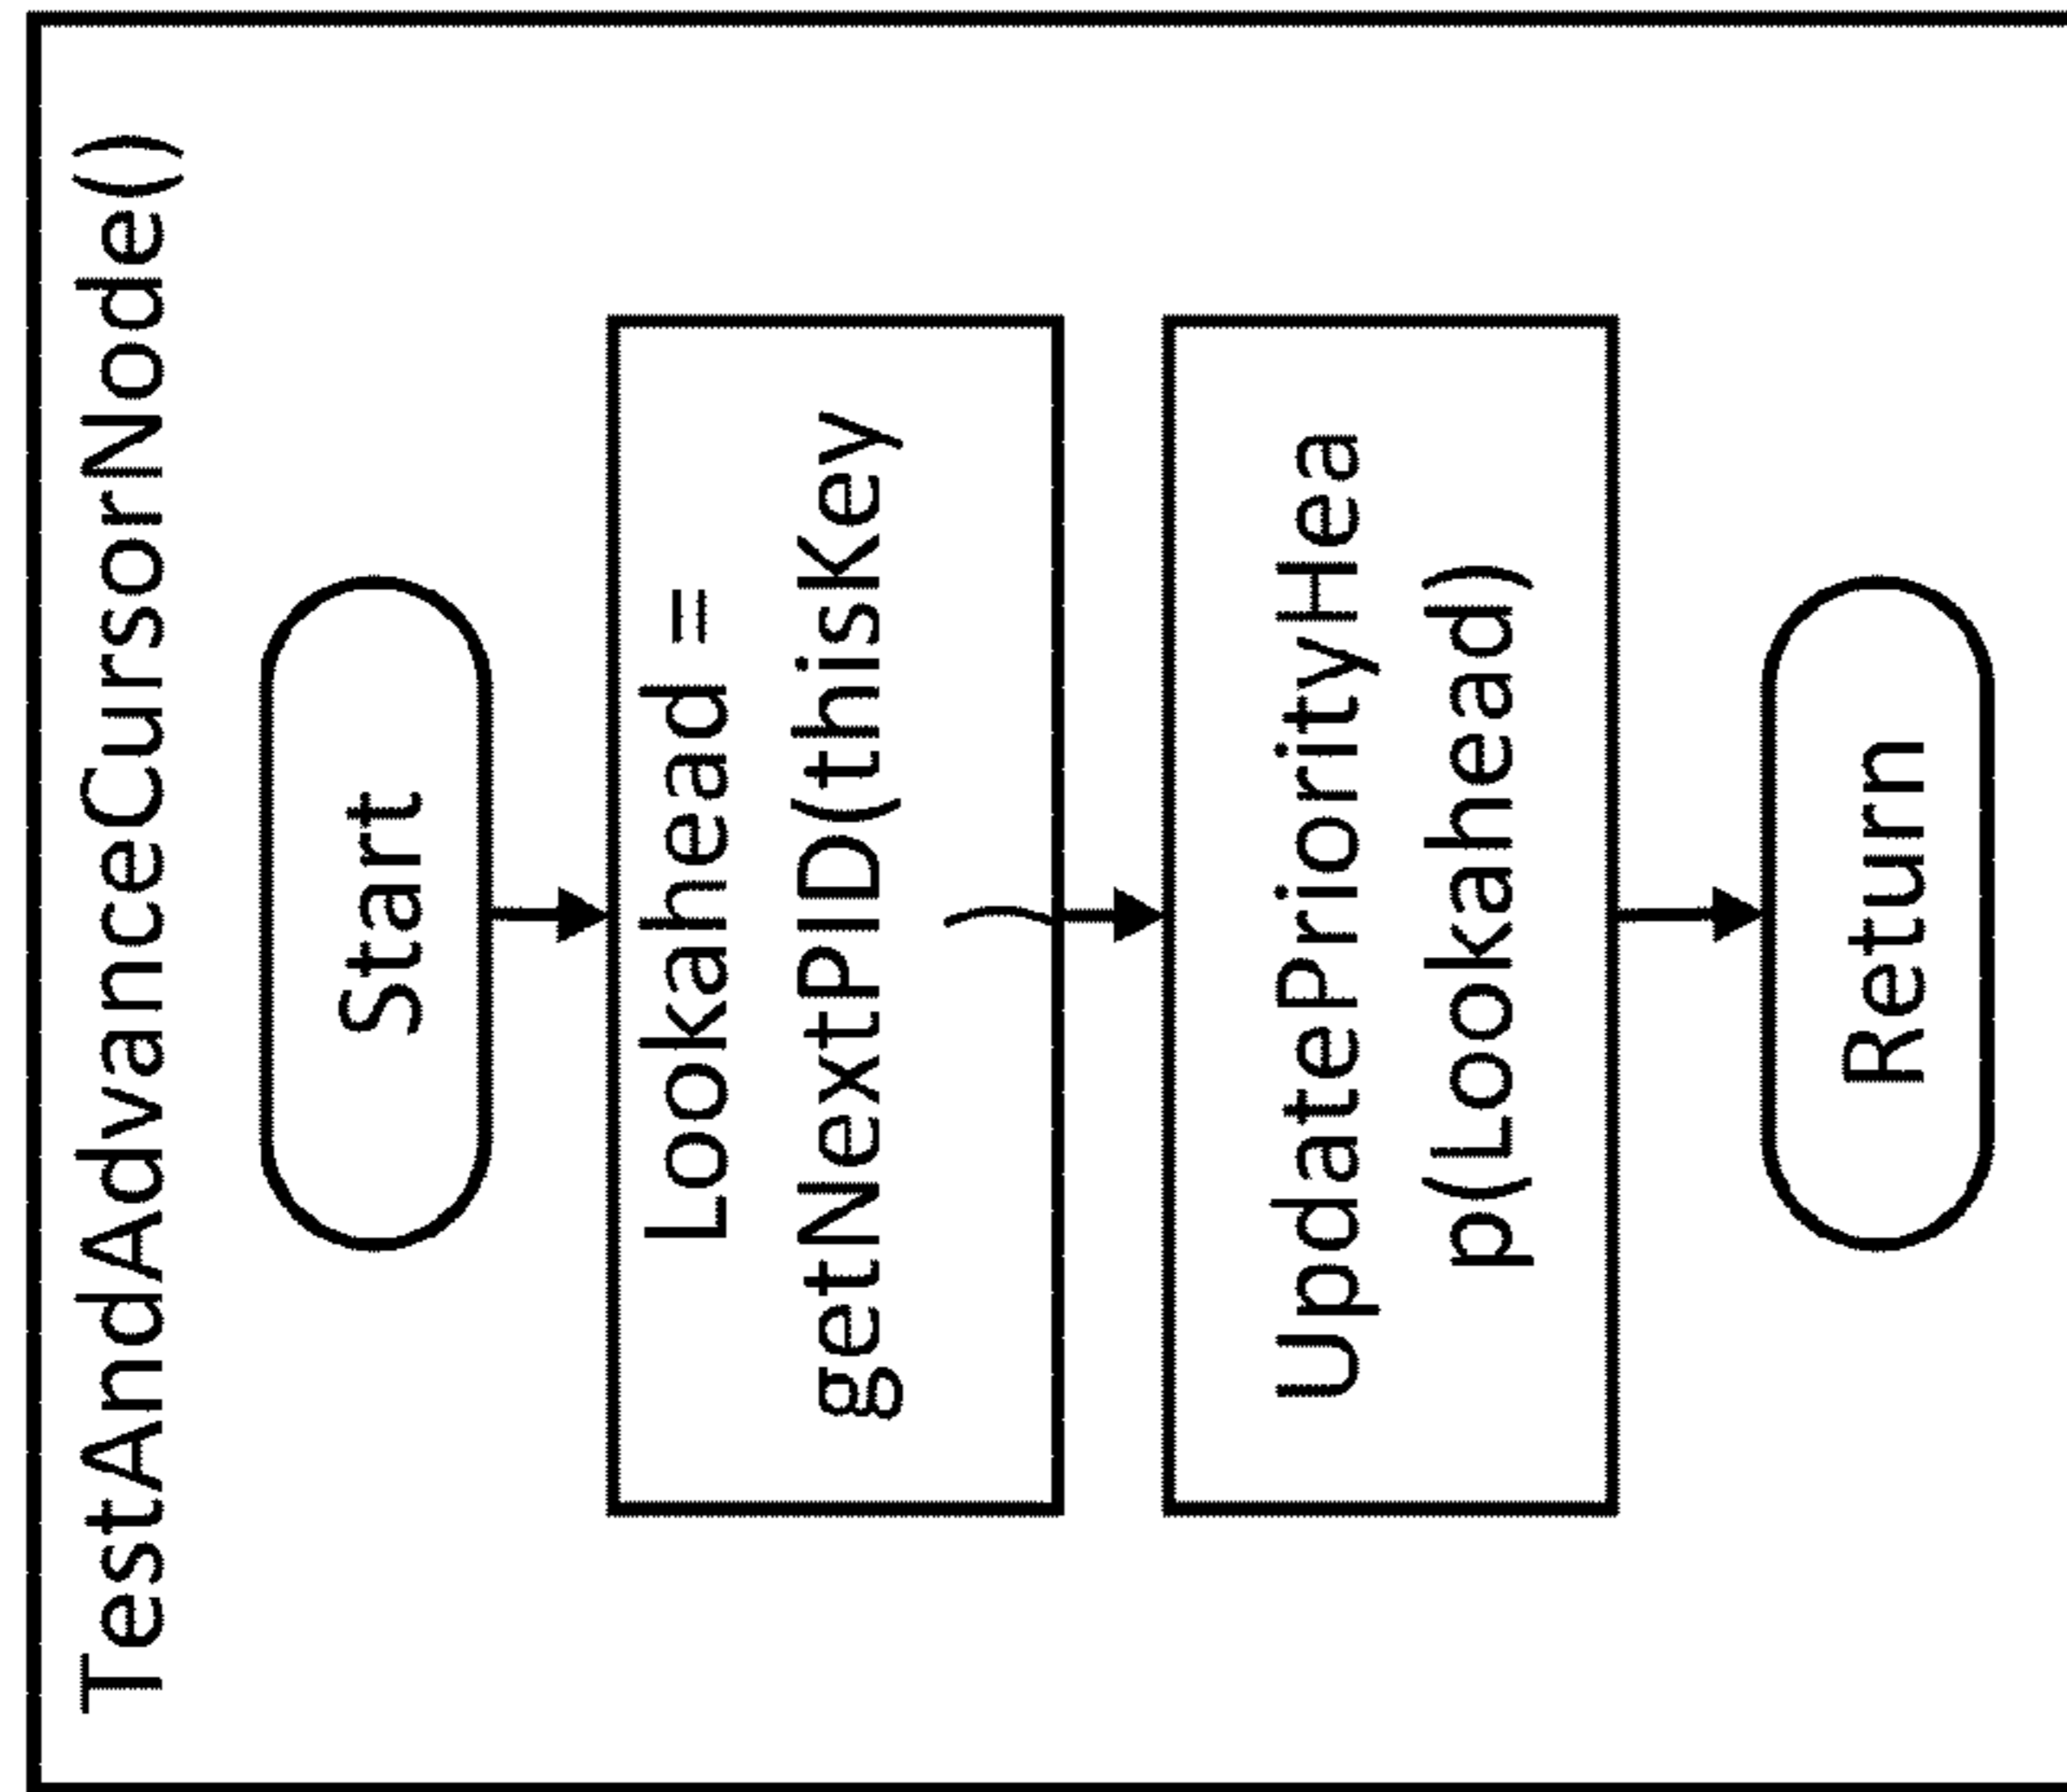 TestAndAdvanceCursorNode()
Start
Lookahead =
getNextPID(thisKey
)
UpdatePriorityHea
p(Lookahead)
Return